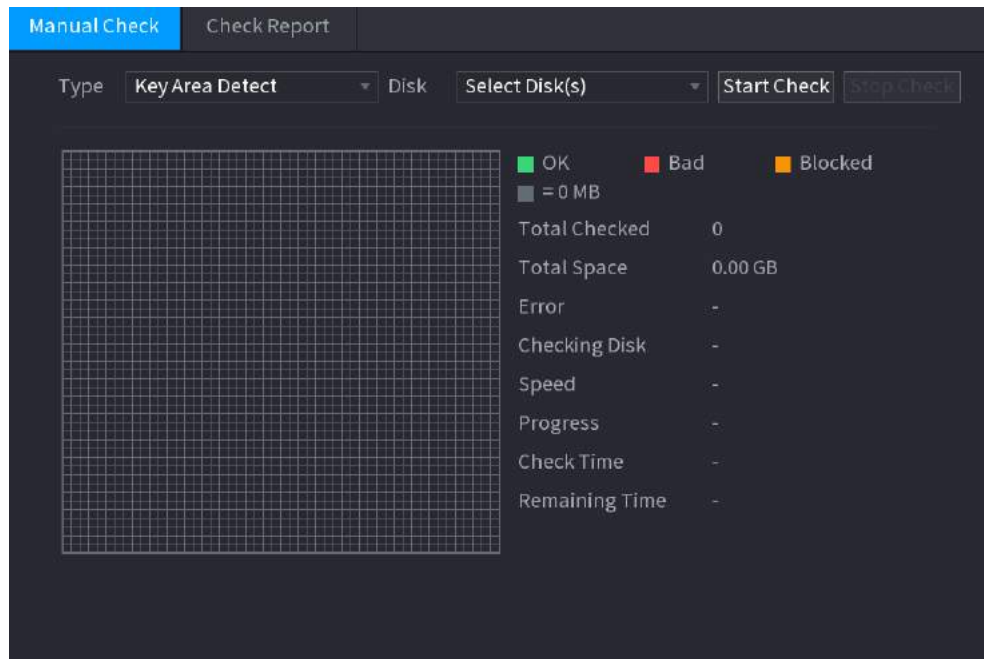 Manual Check Check Report
Type Key Area Detect Disk Select Disk(s) Start Check Stop Check
OK Bad Blocked
= 0 MB
Total Checked 0
Total Space 0.00 GB
Error -
Checking Disk -
Speed -
Progress -
Check Time -
Remaining Time -